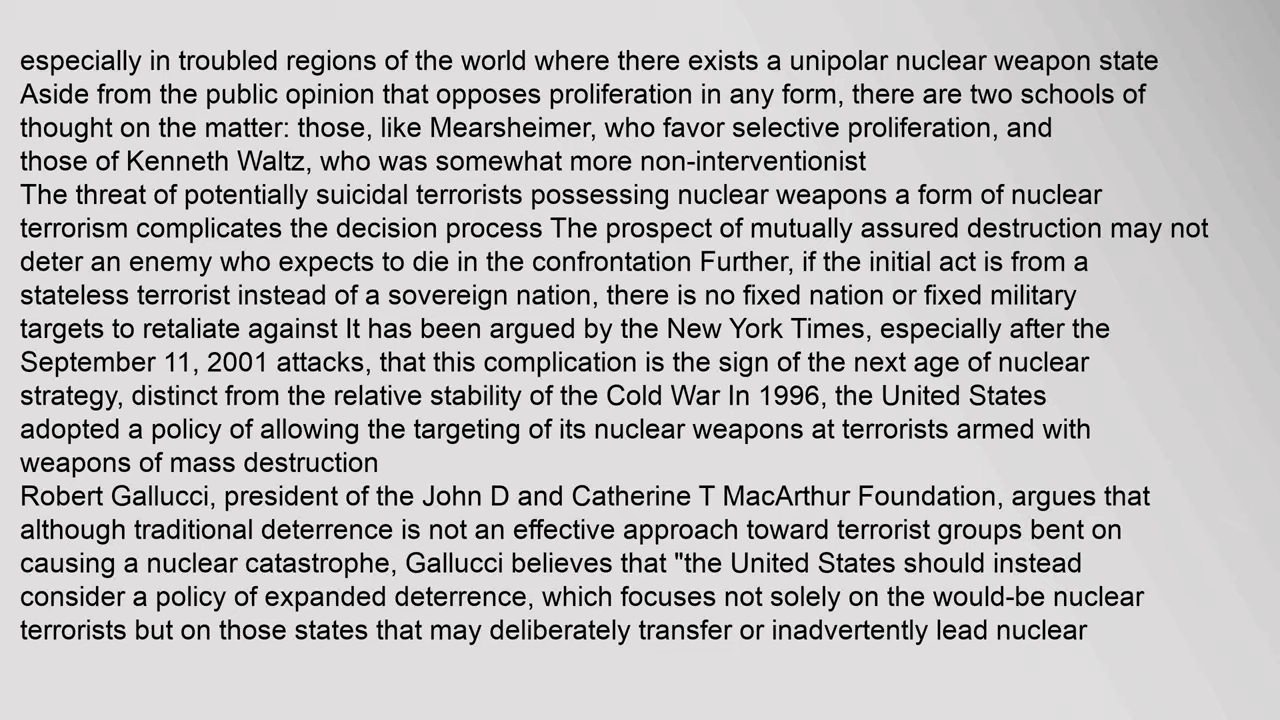 especially in troubled regions of the world where there exists a unipolar nuclear weapon state
Aside from the public opinion that opposes proliferation in any form, there are two schools of
thought on the matter: those, like Mearsheimer, who favor selective proliferation, and
those of Kenneth Waltz, who was somewhat more non-interventionist
The threat of potentially suicidal terrorists possessing nuclear weapons a form of nuclear
terrorism complicates the decision process The prospect of mutually assured destruction may not
deter an enemy who expects to die in the confrontation Further, if the initial act is from a
stateless terrorist instead of a sovereign nation, there is no fixed nation or fixed military
targets to retaliate against It has been argued by the New York Times, especially after the
September 11, 2001 attacks, that this complication is the sign of the next age of nuclear
strategy, distinct from the relative stability of the Cold War In 1996, the United States
adopted a policy of allowing the targeting of its nuclear weapons at terrorists armed with
weapons of mass destruction
Robert Gallucci, president of the John D and Catherine T MacArthur Foundation, argues that
although traditional deterrence is not an effective approach toward terrorist groups bent on
causing a nuclear catastrophe, Gallucci believes that "the United States should instead
consider a policy of expanded deterrence, which focuses not solely on the would-be nuclear
terrorists but on those states that may deliberately transfer or inadvertently lead nuclear